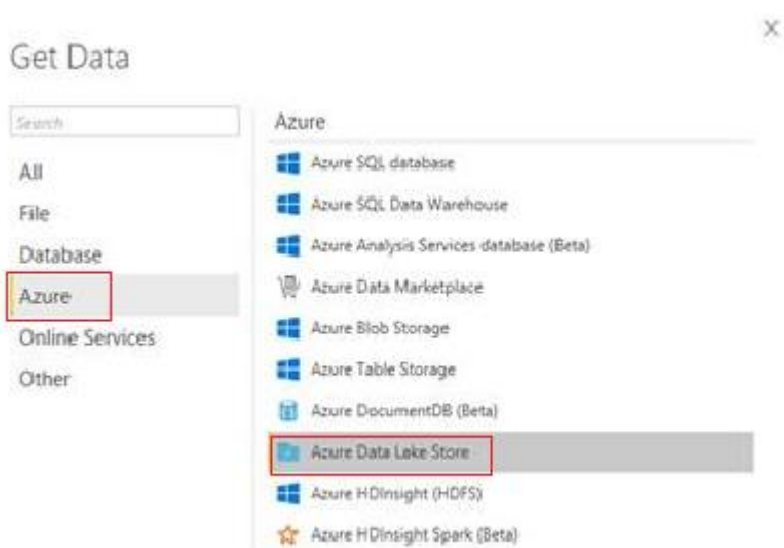 X
Get Data
Search
All
File
Database
Azure
Online Services
Other
Azure
Azure SQL database
Azure SQL Data Warehouse
Azure Analysis Services database (Beta)
Azure Data Marketplace
Azure Blob Storage
Azure Table Storage
Azure DocumentDB (Beta)
Azure Data Lake Store
Azure HDInsight (HDFS)
Azure HDInsight Spark (Beta)